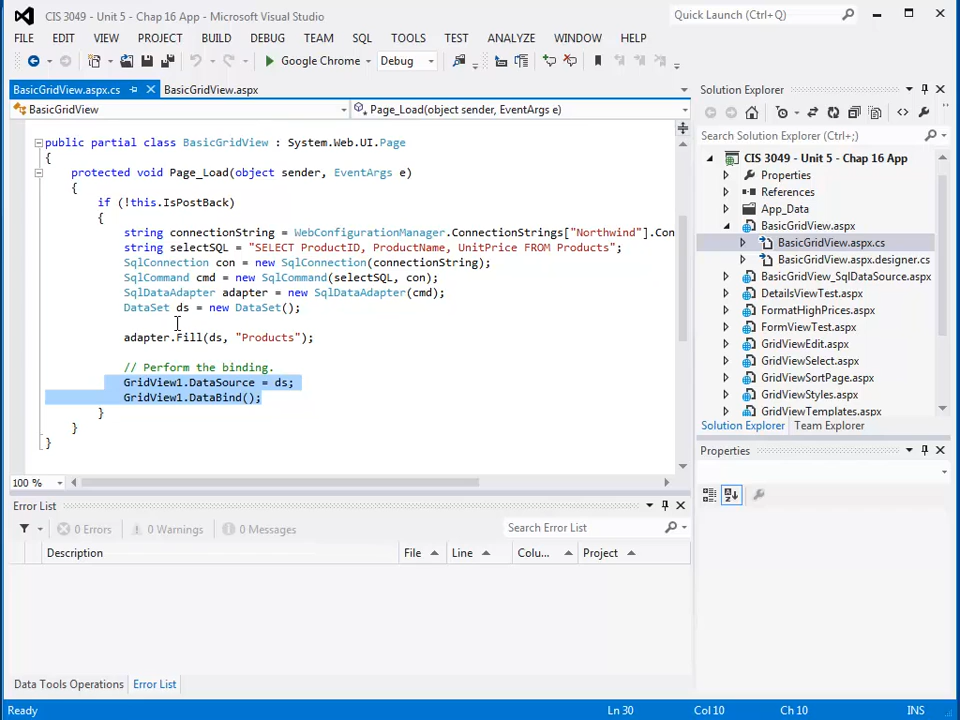 CIS 3049 - Unit 5 - Chap 16 App - Microsoft Visual Studio
Quick Launch (Ctrl+Q)
FILE EDIT VIEW PROJECT BUILD DEBUG TEAM SQL TOOLS TEST ANALYZE WINDOW HELP
Google Chrome Debug
BasicGridView.aspx.cs BasicGridView.aspx
BasicGridView Page_Load(object sender, EventArgs e)
public partial class BasicGridView : System.Web.UI.Page
{
protected void Page_Load(object sender, EventArgs e)
{
if (!this.IsPostBack)
{
string connectionString = WebConfigurationManager.ConnectionStrings["Northwind"].Con
string selectSQL = "SELECT ProductID, ProductName, UnitPrice FROM Products";
SqlConnection con = new SqlConnection(connectionString);
SqlCommand cmd = new SqlCommand(selectSQL, con);
SqlDataAdapter adapter = new SqlDataAdapter(cmd);
DataSet ds = new DataSet();
adapter.Fill(ds, "Products");
// Perform the binding.
GridView1.DataSource = ds;
GridView1.DataBind();
}
}
}
100 %
Solution Explorer
Search Solution Explorer (Ctrl+;)
CIS 3049 - Unit 5 - Chap 16 App
Properties
References
App_Data
BasicGridView.aspx
BasicGridView.aspx.cs
BasicGridView.aspx.designer.cs
BasicGridView_SqlDataSource.aspx
DetailsViewTest.aspx
FormatHighPrices.aspx
FormViewTest.aspx
GridViewEdit.aspx
GridViewSelect.aspx
GridViewSortPage.aspx
GridViewStyles.aspx
GridViewTemplates.aspx
Solution Explorer Team Explorer
Properties
Error List
0 Errors 0 Warnings 0 Messages
Search Error List
Description File Line Colu... Project
Data Tools Operations Error List
Ready Ln 30 Col 10 Ch 10 INS